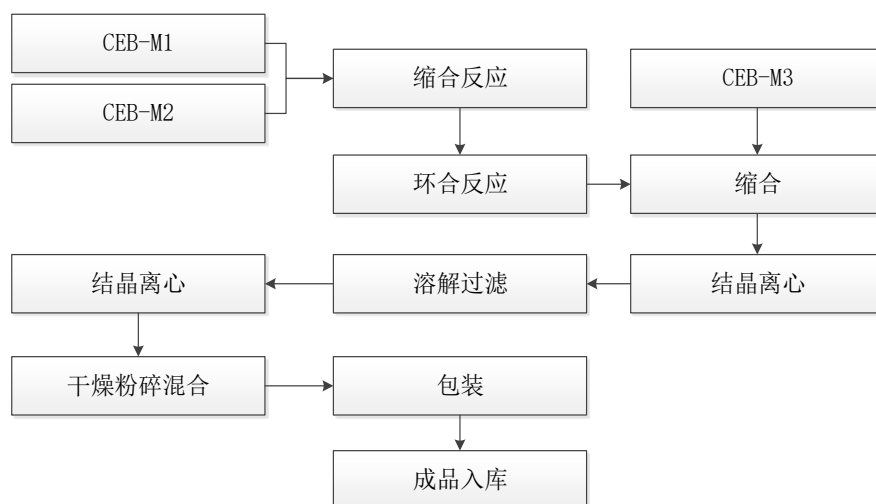 CEB-M1
CEB-M2
缩合反应
CEB-M3
环合反应
缩合
结晶离心
溶解过滤
结晶离心
干燥粉碎混合
包装
成品入库